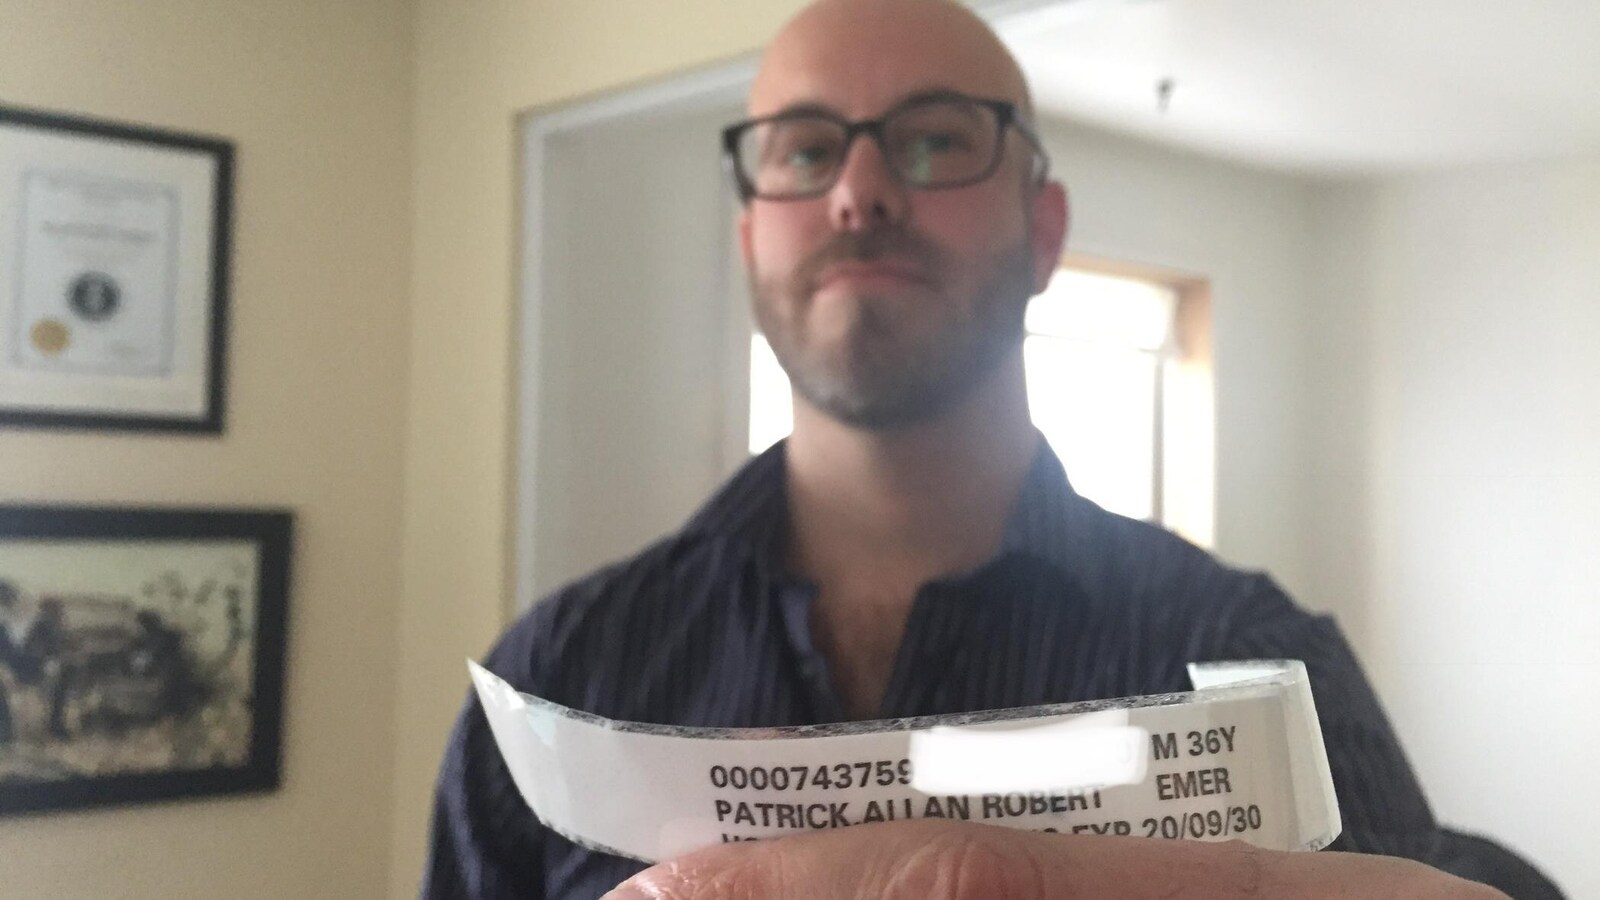 0000743759 M 36Y
PATRICK,ALLAN ROBERT EMER
EXP 20/09/30